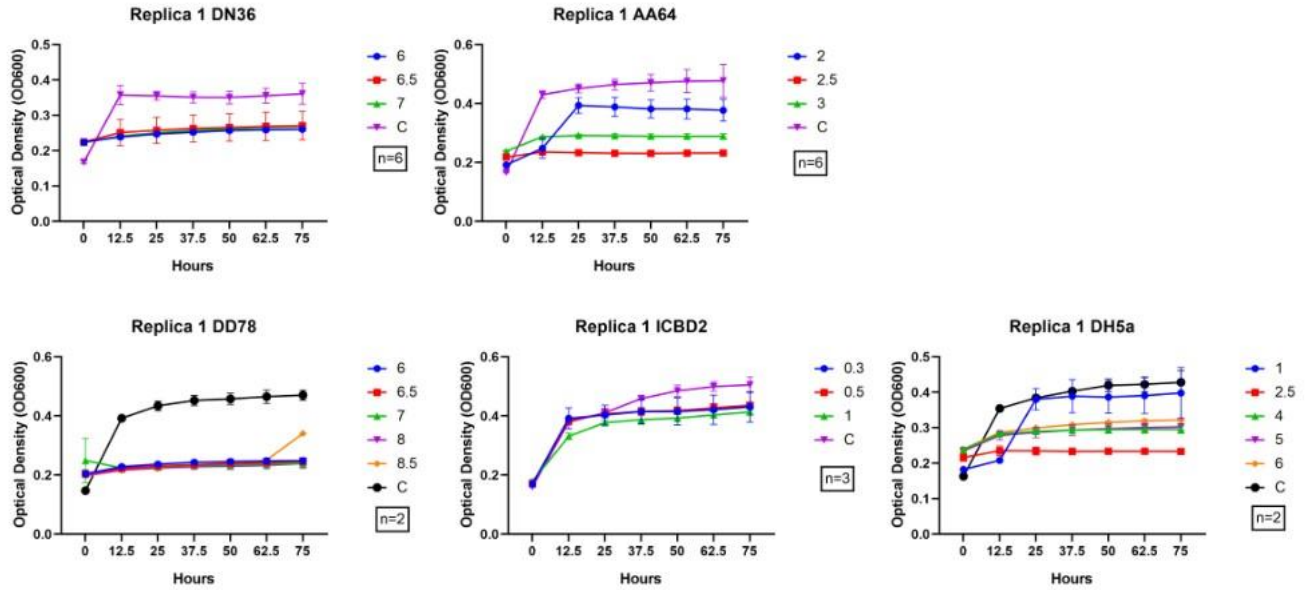 Replica 1 DN36
Optical Density (OD600)
0.5
0.4
0.3
0.2
0.1
0.0
0 12.5 25 37.5 50 62.5 75
Hours
6
6.5
7
C
n=6
Replica 1 AA64
Optical Density (OD600)
0.6
0.4
0.2
0.0
0 12.5 25 37.5 50 62.5 75
Hours
2
2.5
3
C
n=6
Replica 1 DD78
Optical Density (OD600)
0.6
0.4
0.2
0.0
0 12.5 25 37.5 50 62.5 75
Hours
6
6.5
7
8
8.5
C
n=2
Replica 1 ICBD2
Optical Density (OD600)
0.6
0.4
0.2
0.0
0 12.5 25 37.5 50 62.5 75
Hours
0.3
0.5
1
C
n=3
Replica 1 DH5a
Optical Density (OD600)
0.5
0.4
0.3
0.2
0.1
0.0
0 12.5 25 37.5 50 62.5 75
Hours
1
2.5
4
5
6
C
n=2